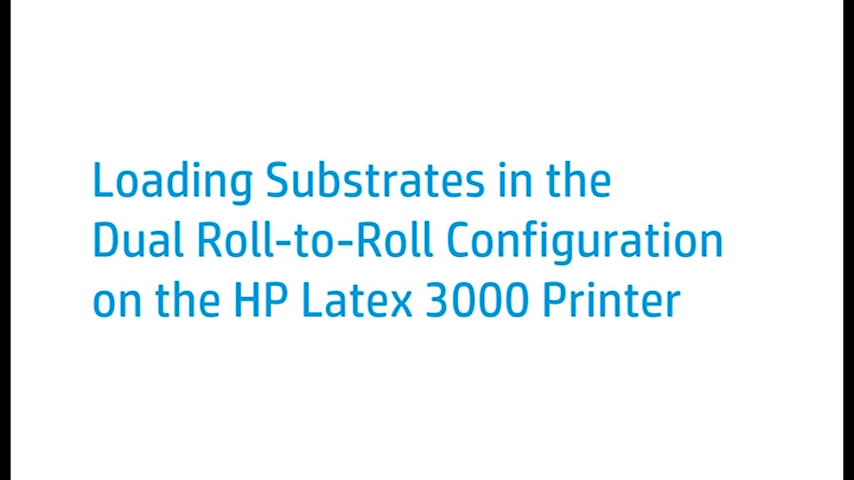 Loading Substrates in the
Dual Roll-to-Roll Configuration
on the HP Latex 3000 Printer